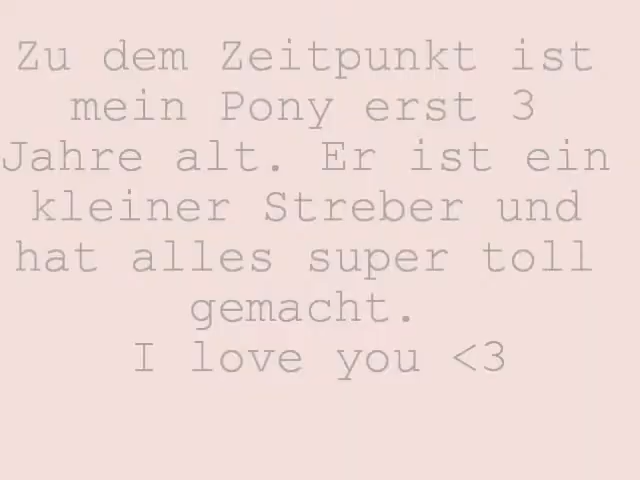 Zu dem Zeitpunkt ist
mein Pony erst 3
Jahre alt. Er ist ein
kleiner Streber und
hat alles super toll
gemacht.
I love you <3